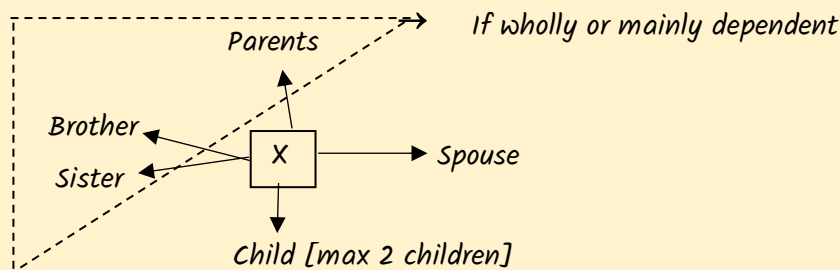 If wholly or mainly dependent
Parents
Brother
X
Spouse
Sister
Child [max 2 children]